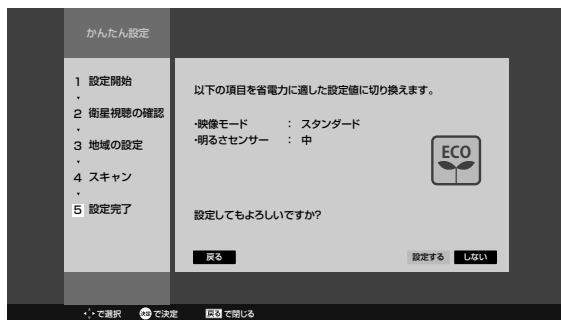 かんたん設定
1 設定開始
・
2 衛星視聴の確認
・
3 地域の設定
・
4 スキャン
・
5 設定完了
以下の項目を省電力に適した設定値に切り換えます。
・映像モード : スタンダード
・明るさセンサー : 中
ECO
設定してもよろしいですか?
戻る 設定する しない
で選択 決定 で決定 戻る で閉じる